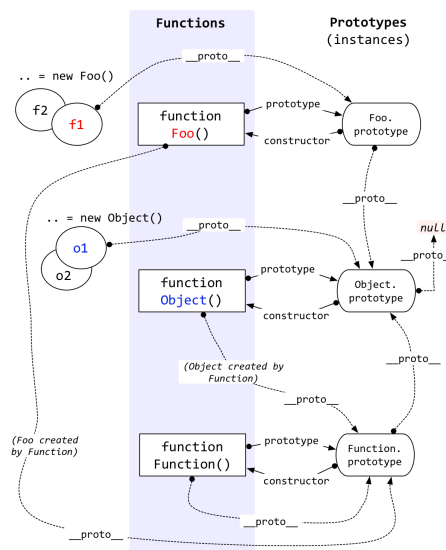 Functions
Prototypes
(instances)
__proto__
.. = new Foo()
f2
f1
function
Foo()
prototype
constructor
Foo.
prototype
__proto__
.. = new Object()
o1
o2
__proto__
null
__proto__
function
Object()
prototype
constructor
Object.
prototype
(Object created by
Function)
__proto__
__proto__
(Foo created
by Function)
function
Function()
prototype
constructor
Function.
prototype
__proto__
__proto__